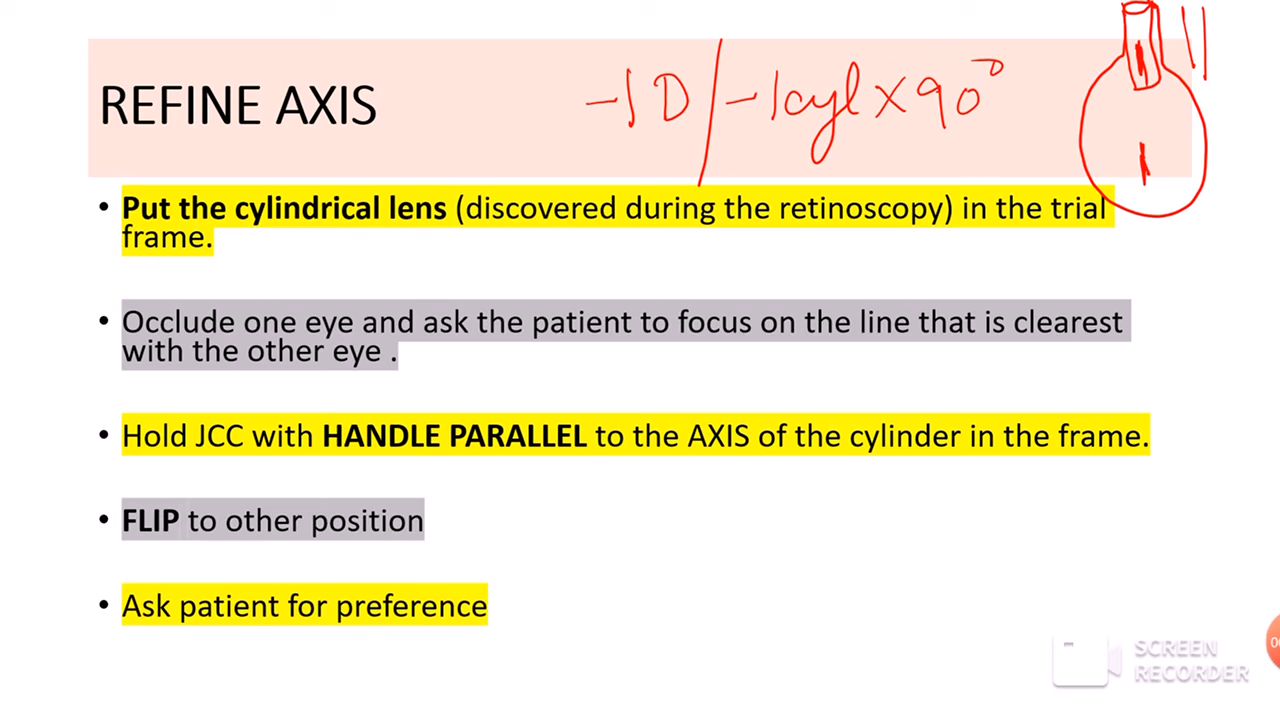 REFINE AXIS
-1D/-1cyl×90°
• Put the cylindrical lens (discovered during the retinoscopy) in the trial
frame.
• Occlude one eye and ask the patient to focus on the line that is clearest
with the other eye .
• Hold JCC with HANDLE PARALLEL to the AXIS of the cylinder in the frame.
• FLIP to other position
• Ask patient for preference
SCREEN
RECORDER